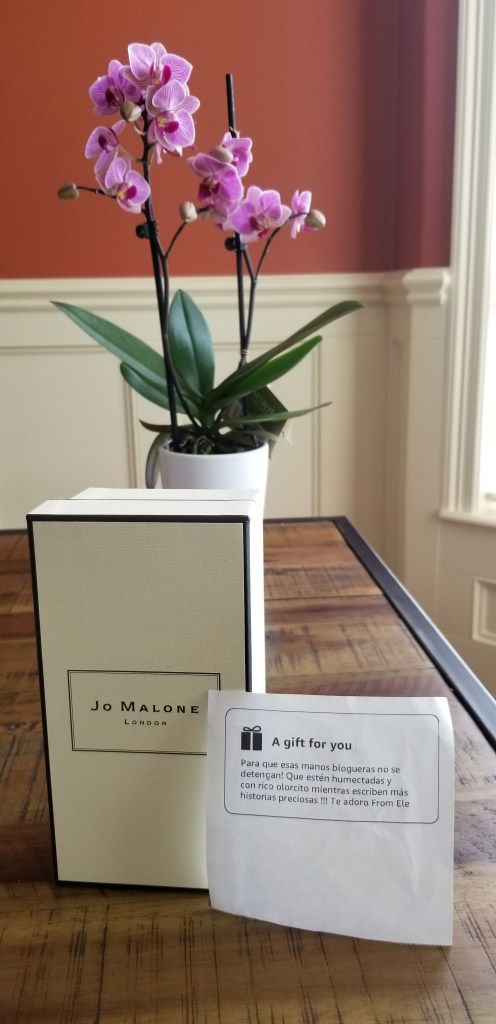 JO MALONE
LONDON
A gift for you
Para que esas manos blogueras no se
detengan! Que estén humectadas y
con rico olorcito mientras escriben más
historias preciosas !!! Te adoro From Ele